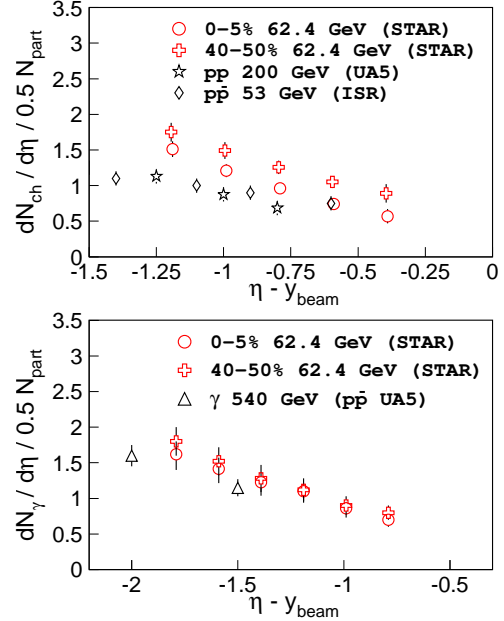 3.5
3
2.5
2
1.5
1
0.5
0
dN_ch / dη / 0.5 N_part
0-5% 62.4 GeV (STAR)
40-50% 62.4 GeV (STAR)
pp 200 GeV (UA5)
pp̄ 53 GeV (ISR)
-1.5 -1.25 -1 -0.75 -0.5 -0.25 0
η - y_beam
3.5
3
2.5
2
1.5
1
0.5
0
dN_γ / dη / 0.5 N_part
0-5% 62.4 GeV (STAR)
40-50% 62.4 GeV (STAR)
γ 540 GeV (pp̄ UA5)
-2 -1.5 -1 -0.5
η - y_beam